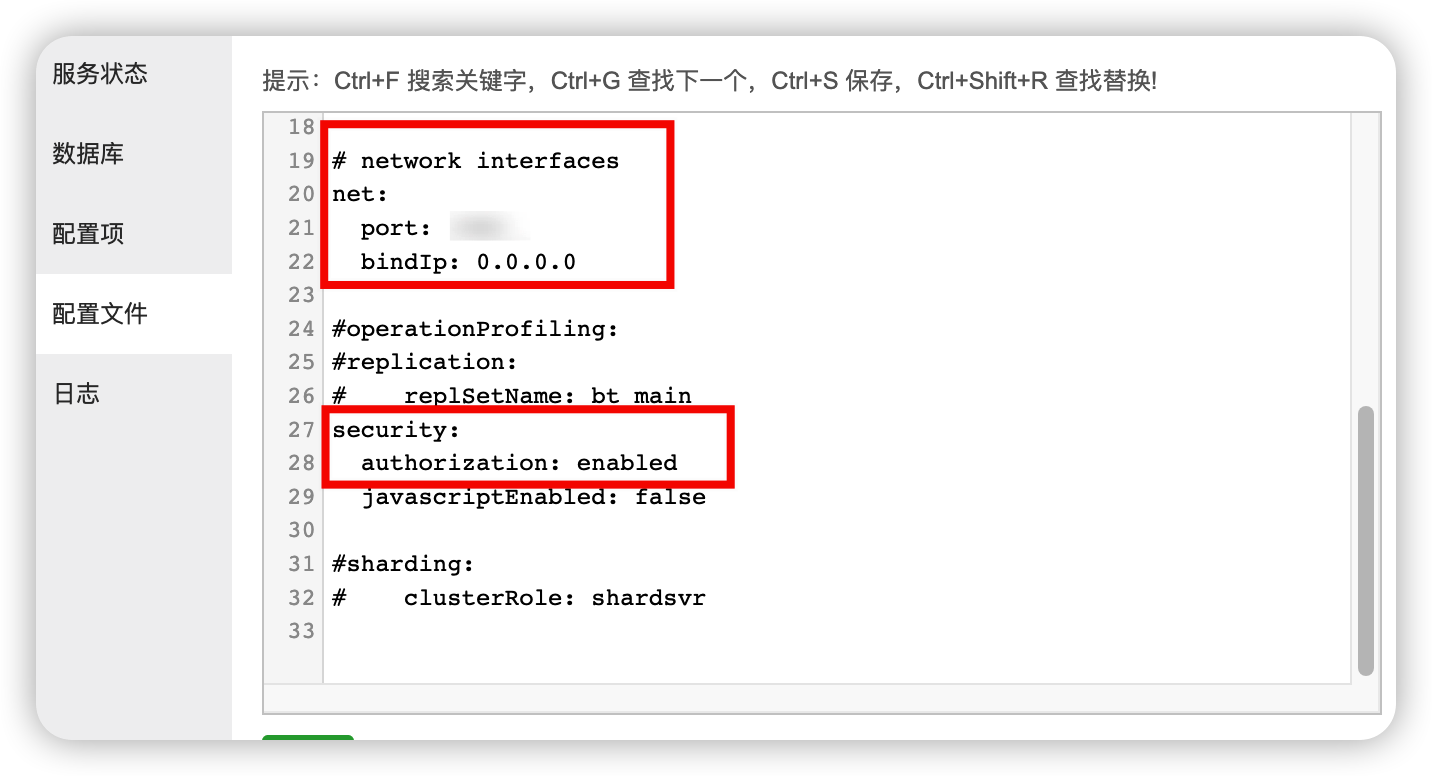 服务状态
数据库
配置项
配置文件
日志
提示：Ctrl+F 搜索关键字，Ctrl+G 查找下一个，Ctrl+S 保存，Ctrl+Shift+R 查找替换!
18
19 # network interfaces
20 net:
21   port:
22   bindIp: 0.0.0.0
23
24 #operationProfiling:
25 #replication:
26 #    replSetName: bt_main
27 security:
28   authorization: enabled
29   javascriptEnabled: false
30
31 #sharding:
32 #    clusterRole: shardsvr
33